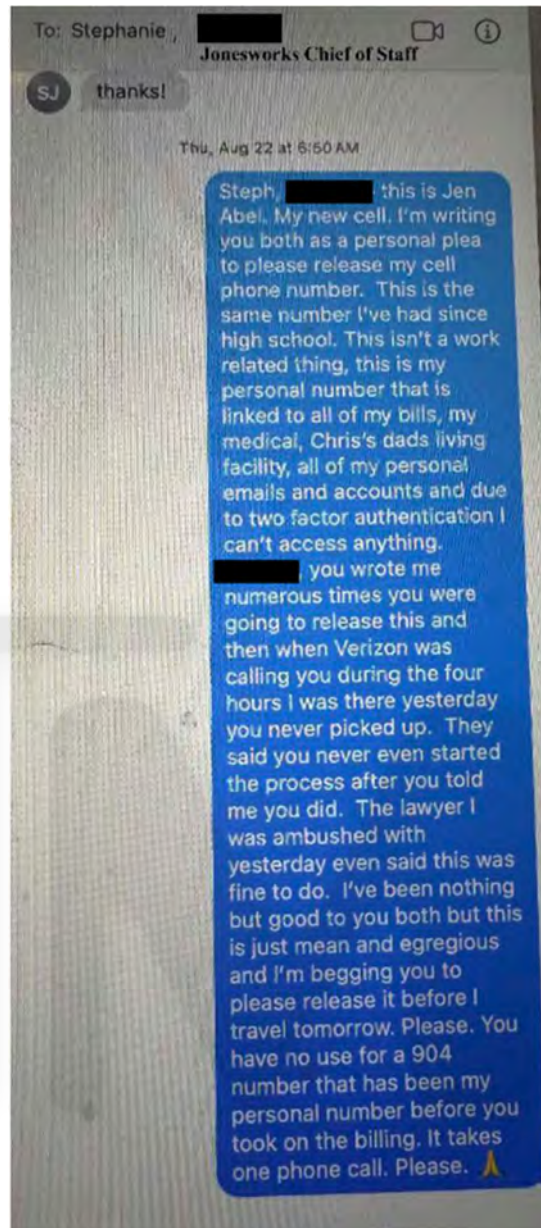 To: Stephanie ,
Jonesworks Chief of Staff
SJ
thanks!
Thu, Aug 22 at 6:50 AM
Steph, this is Jen
Abel. My new cell. I'm writing
you both as a personal plea
to please release my cell
phone number. This is the
same number I've had since
high school. This isn't a work
related thing, this is my
personal number that is
linked to all of my bills, my
medical, Chris's dads living
facility, all of my personal
emails and accounts and due
to two factor authentication I
can't access anything.
, you wrote me
numerous times you were
going to release this and
then when Verizon was
calling you during the four
hours I was there yesterday
you never picked up. They
said you never even started
the process after you told
me you did. The lawyer I
was ambushed with
yesterday even said this was
fine to do. I've been nothing
but good to you both but this
is just mean and egregious
and I'm begging you to
please release it before I
travel tomorrow. Please. You
have no use for a 904
number that has been my
personal number before you
took on the billing. It takes
one phone call. Please. 🙏